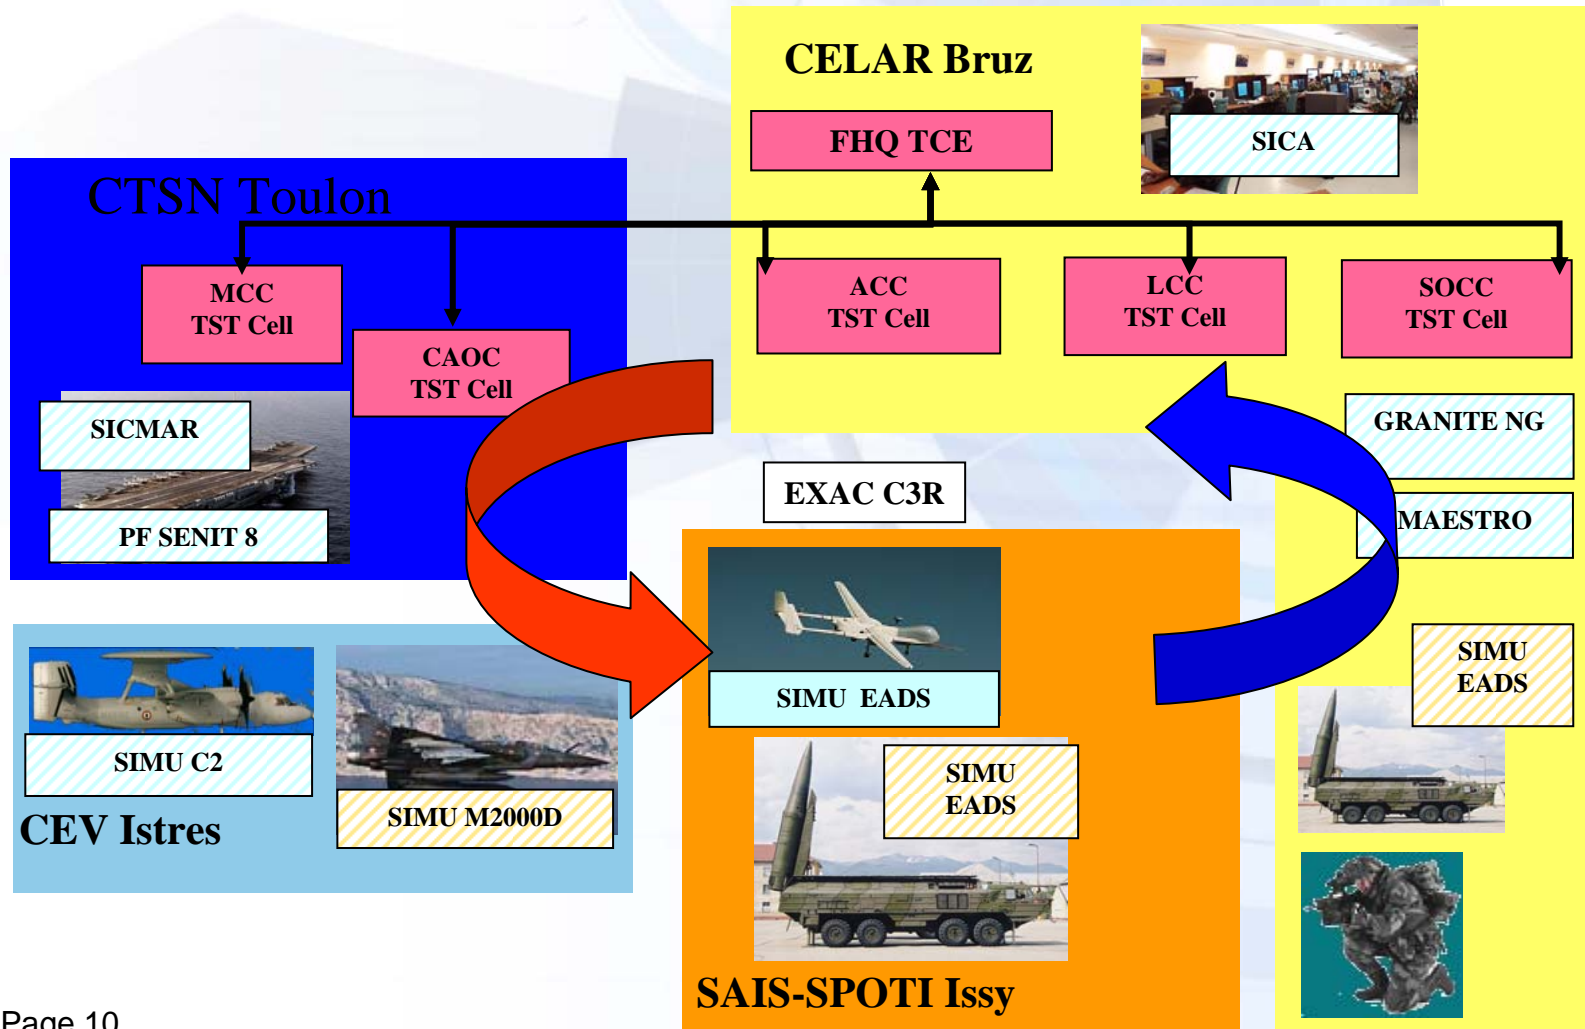 CELAR Bruz
FHQ TCE
SICA
CTSN Toulon
MCC
TST Cell
CAOC
TST Cell
ACC
TST Cell
LCC
TST Cell
SOCC
TST Cell
SICMAR
PF SENIT 8
GRANITE NG
MAESTRO
EXAC C3R
SIMU EADS
SIMU
EADS
SIMU
EADS
SIMU C2
SIMU M2000D
CEV Istres
SAIS-SPOTI Issy
Page 10